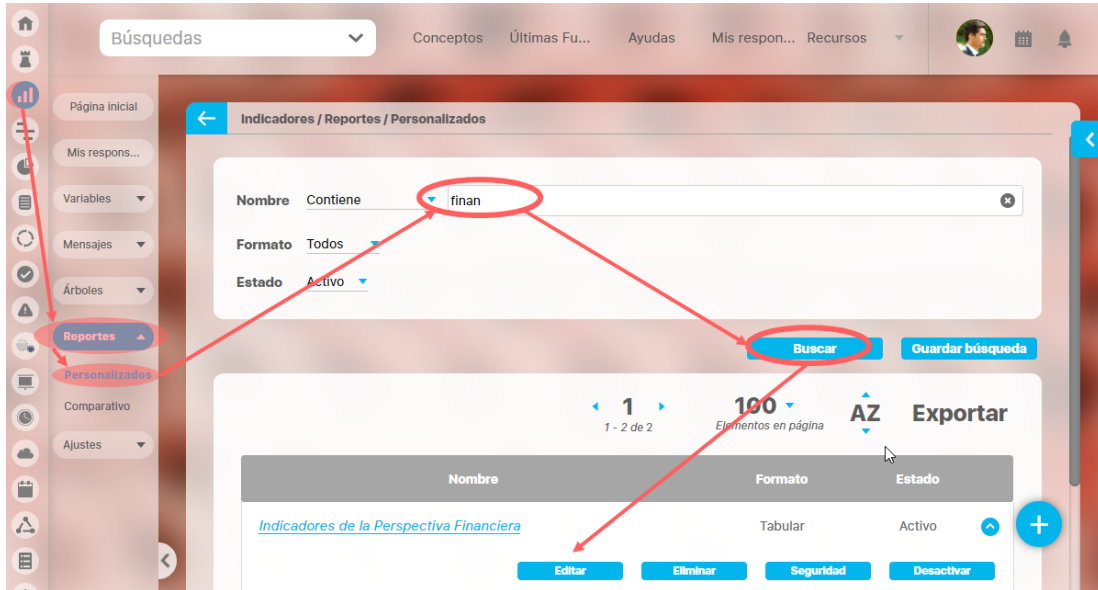 Búsquedas
Conceptos Últimas Fu... Ayudas Mis respon... Recursos
Página inicial
Mis respons...
Variables
Mensajes
Árboles
Reportes
Personalizados
Comparativo
Ajustes
Indicadores / Reportes / Personalizados
Nombre Contiene finan
Formato Todos
Estado Activo
Buscar Guardar búsqueda
1 100 AZ Exportar
1 - 2 de 2 Elementos en página
Nombre Formato Estado
Indicadores de la Perspectiva Financiera Tabular Activo
Editar Eliminar Seguridad Desactivar